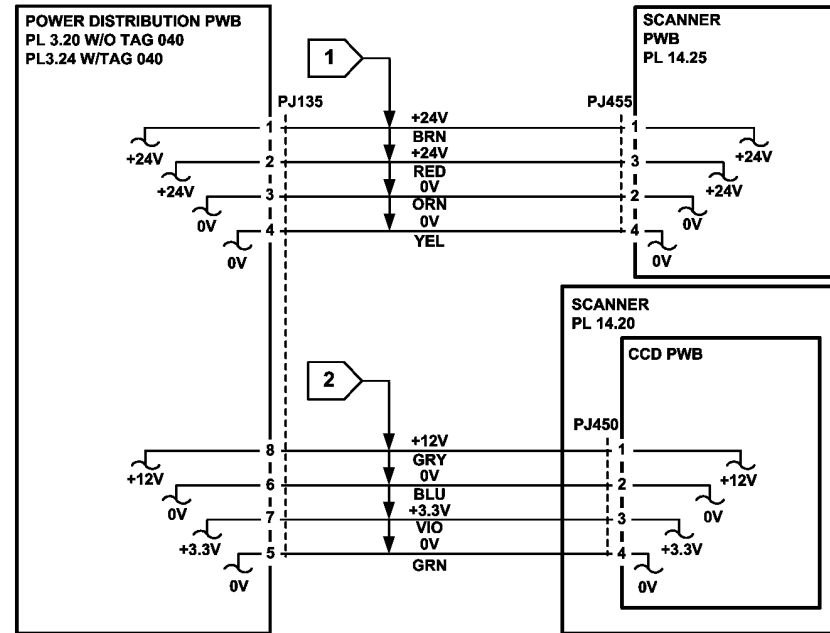 POWER DISTRIBUTION PWB
PL 3.20 W/O TAG 040
PL3.24 W/TAG 040
SCANNER
PWB
PL 14.25
1
PJ135
PJ455
+24V
1
+24V
BRN
1
+24V
+24V
2
+24V
RED
3
+24V
0V
3
0V
ORN
2
0V
0V
4
0V
YEL
4
0V
SCANNER
PL 14.20
CCD PWB
2
PJ450
+12V
8
+12V
GRY
1
+12V
0V
6
0V
BLU
2
0V
+3.3V
7
+3.3V
VIO
3
+3.3V
0V
5
0V
GRN
4
0V